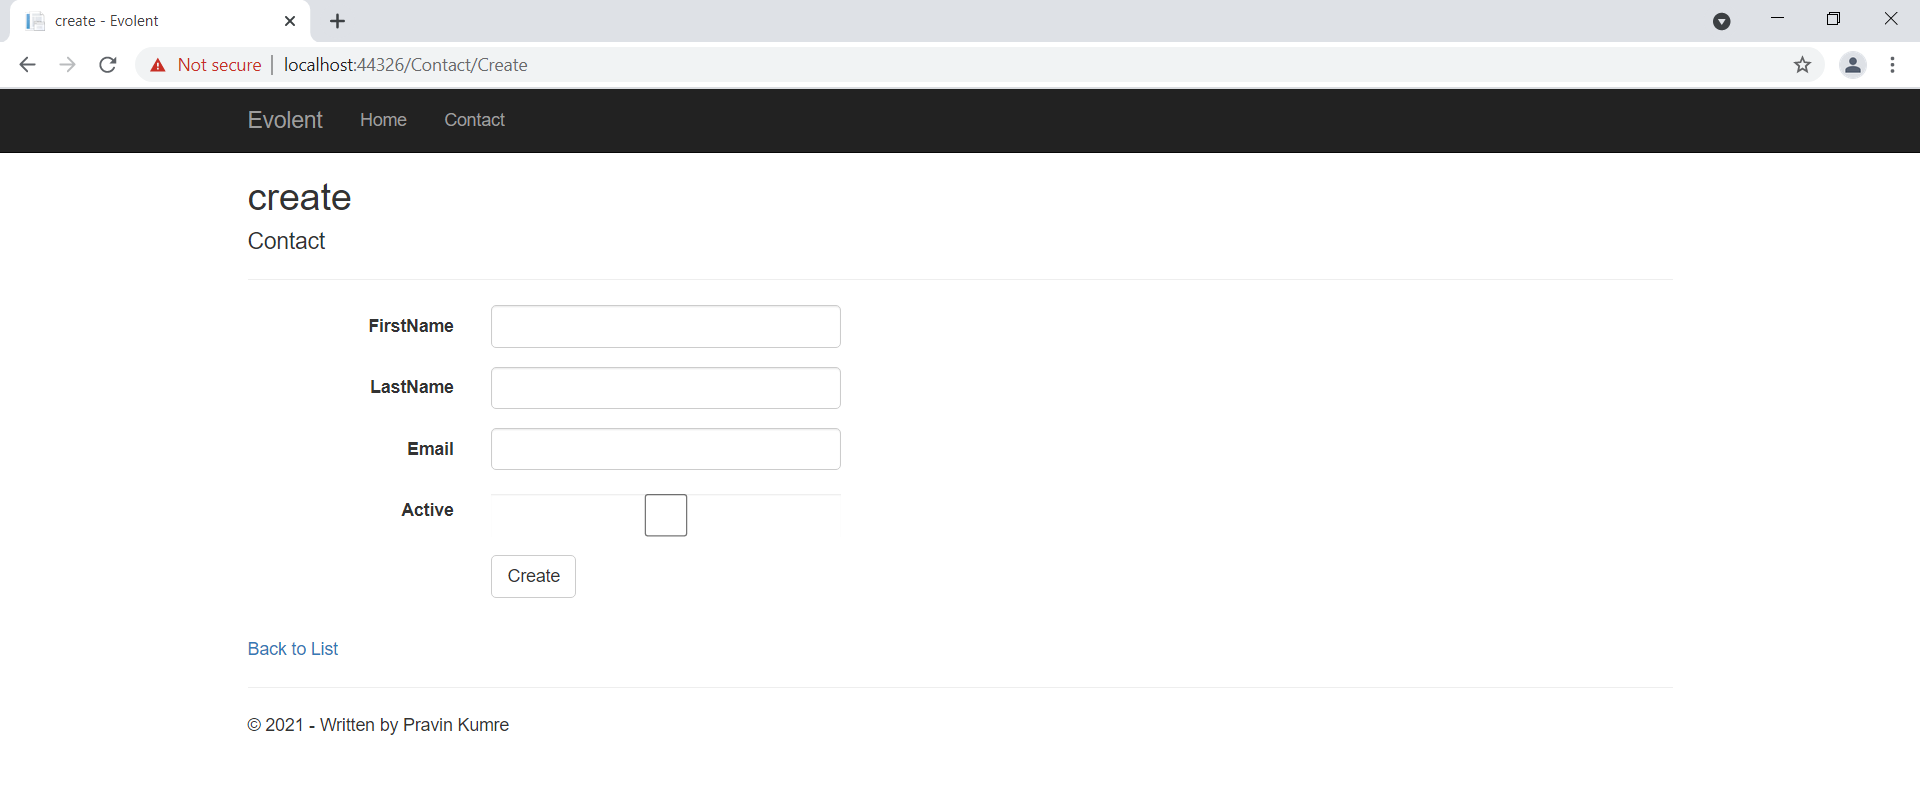 create - Evolent
Not secure localhost:44326/Contact/Create
Evolent Home Contact
create
Contact
FirstName
LastName
Email
Active
Create
Back to List
© 2021 - Written by Pravin Kumre